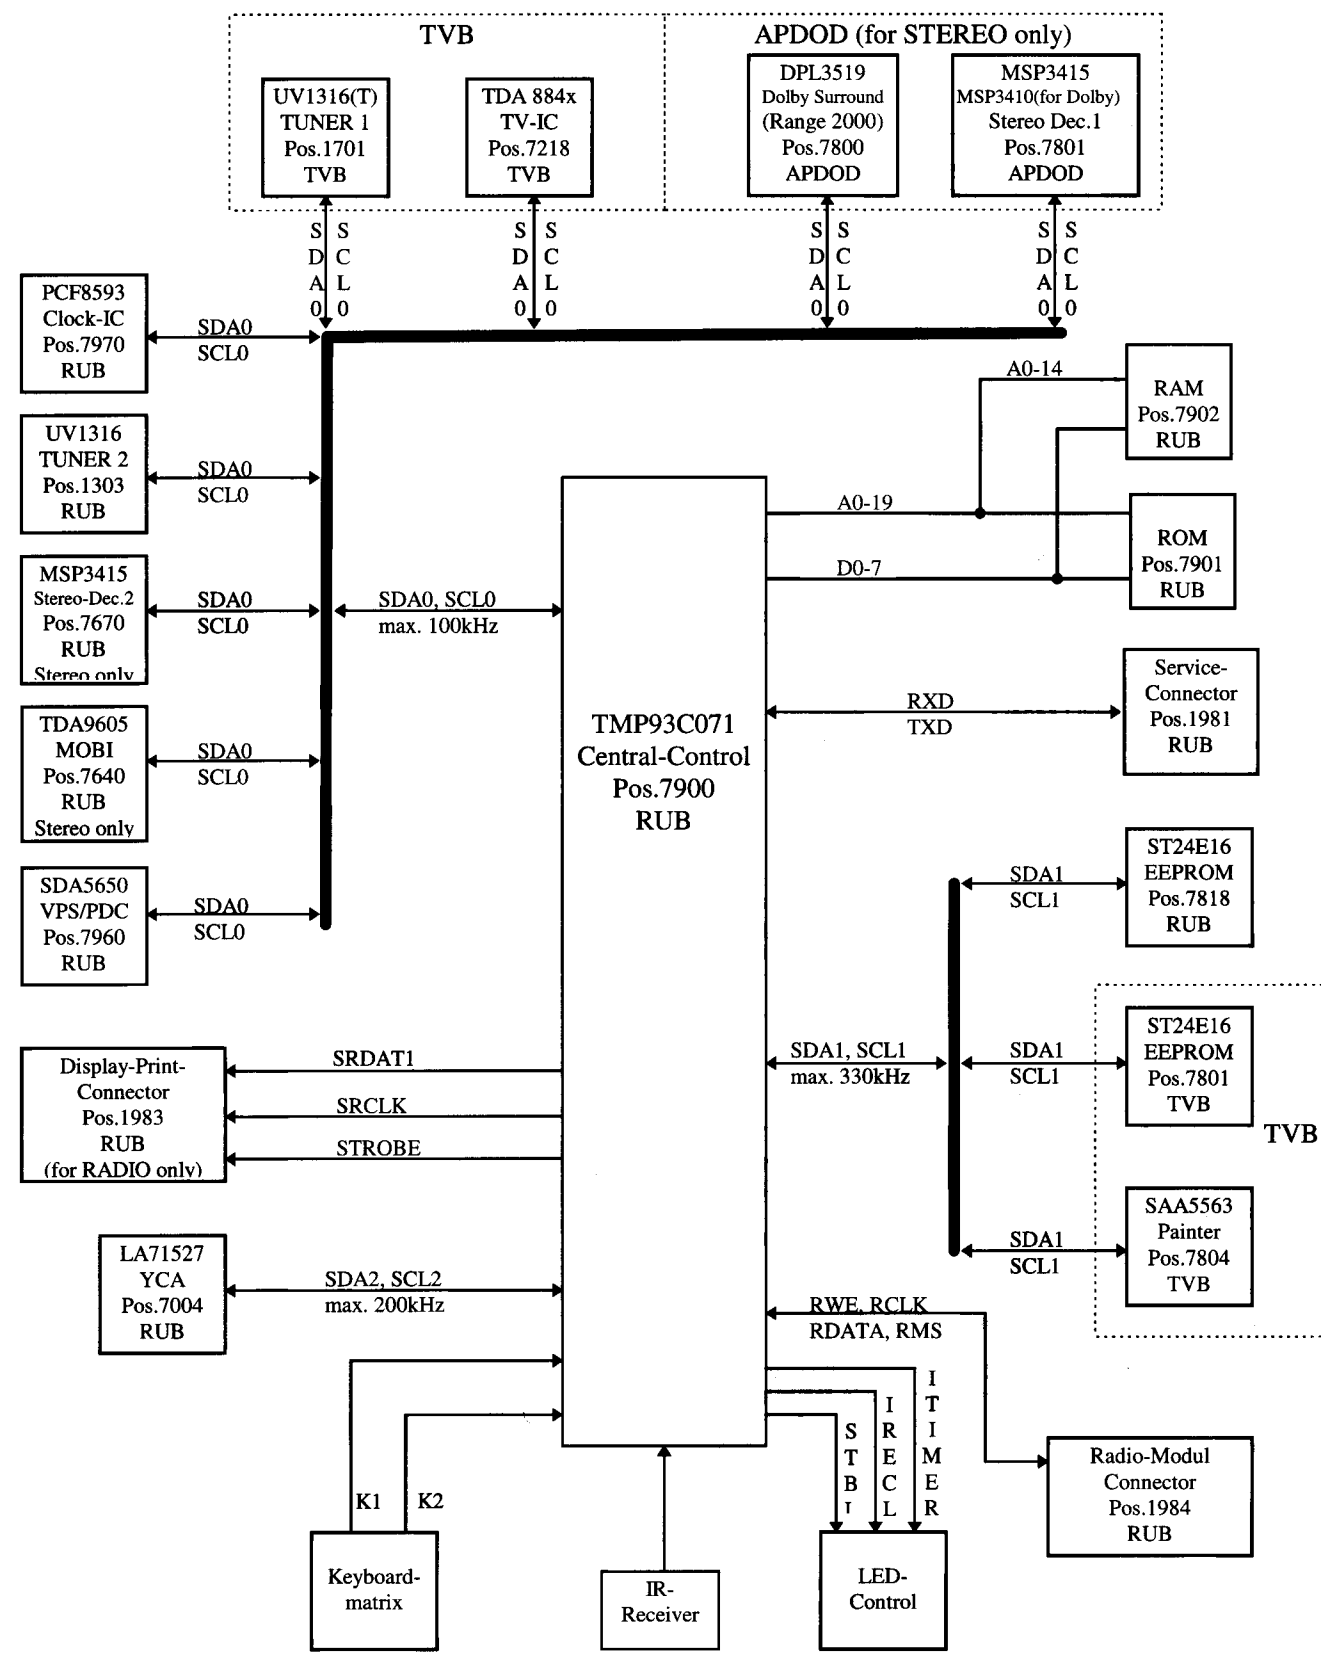 TVB
APDOD (for STEREO only)
UV1316(T)
TUNER 1
Pos.1701
TVB
TDA 884x
TV-IC
Pos.7218
TVB
DPL3519
Dolby Surround
(Range 2000)
Pos.7800
APDOD
MSP3415
MSP3410(for Dolby)
Stereo Dec.1
Pos.7801
APDOD
SDA0
SCL0
SDA0
SCL0
SDA0
SCL0
SDA0
SCL0
PCF8593
Clock-IC
Pos.7970
RUB
SDA0
SCL0
UV1316
TUNER 2
Pos.1303
RUB
SDA0
SCL0
MSP3415
Stereo-Dec.2
Pos.7670
RUB
Stereo only
SDA0
SCL0
TDA9605
MOBI
Pos.7640
RUB
Stereo only
SDA0
SCL0
SDA5650
VPS/PDC
Pos.7960
RUB
SDA0
SCL0
SDA0, SCL0
max. 100kHz
TMP93C071
Central-Control
Pos.7900
RUB
A0-14
RAM
Pos.7902
RUB
A0-19
D0-7
ROM
Pos.7901
RUB
RXD
TXD
Service-
Connector
Pos.1981
RUB
SDA1
SCL1
ST24E16
EEPROM
Pos.7818
RUB
SDA1, SCL1
max. 330kHz
SDA1
SCL1
ST24E16
EEPROM
Pos.7801
TVB
TVB
SDA1
SCL1
SAA5563
Painter
Pos.7804
TVB
Display-Print-
Connector
Pos.1983
RUB
(for RADIO only)
SRDAT1
SRCLK
STROBE
LA71527
YCA
Pos.7004
RUB
SDA2, SCL2
max. 200kHz
RWE, RCLK
RDATA, RMS
Radio-Modul
Connector
Pos.1984
RUB
K1
K2
Keyboard-
matrix
IR-
Receiver
STBI
IRECL
ITIMER
LED-
Control